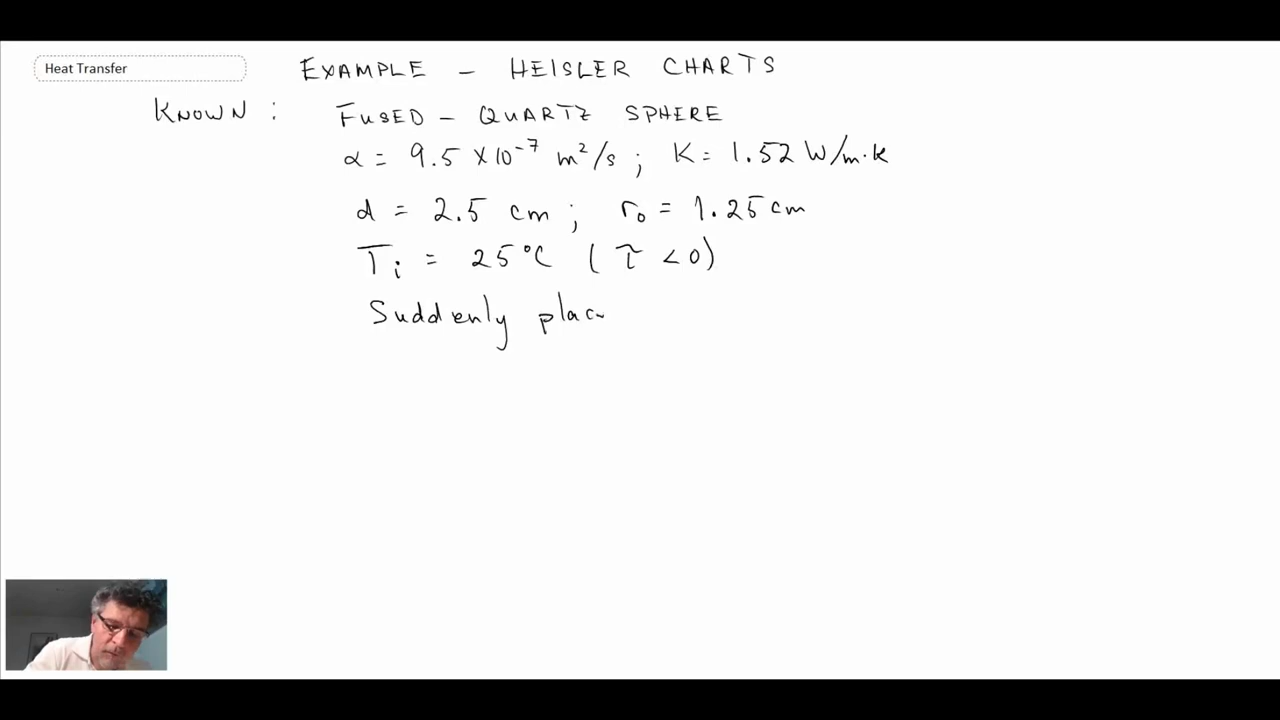 Heat Transfer
EXAMPLE - HEISLER CHARTS
KNOWN :
FUSED - QUARTZ SPHERE
α = 9.5 × 10⁻⁷ m²/s ; K = 1.52 W/m·k
d = 2.5 cm ; r₀ = 1.25 cm
Tᵢ = 25°C ( τ < 0)
Suddenly plac